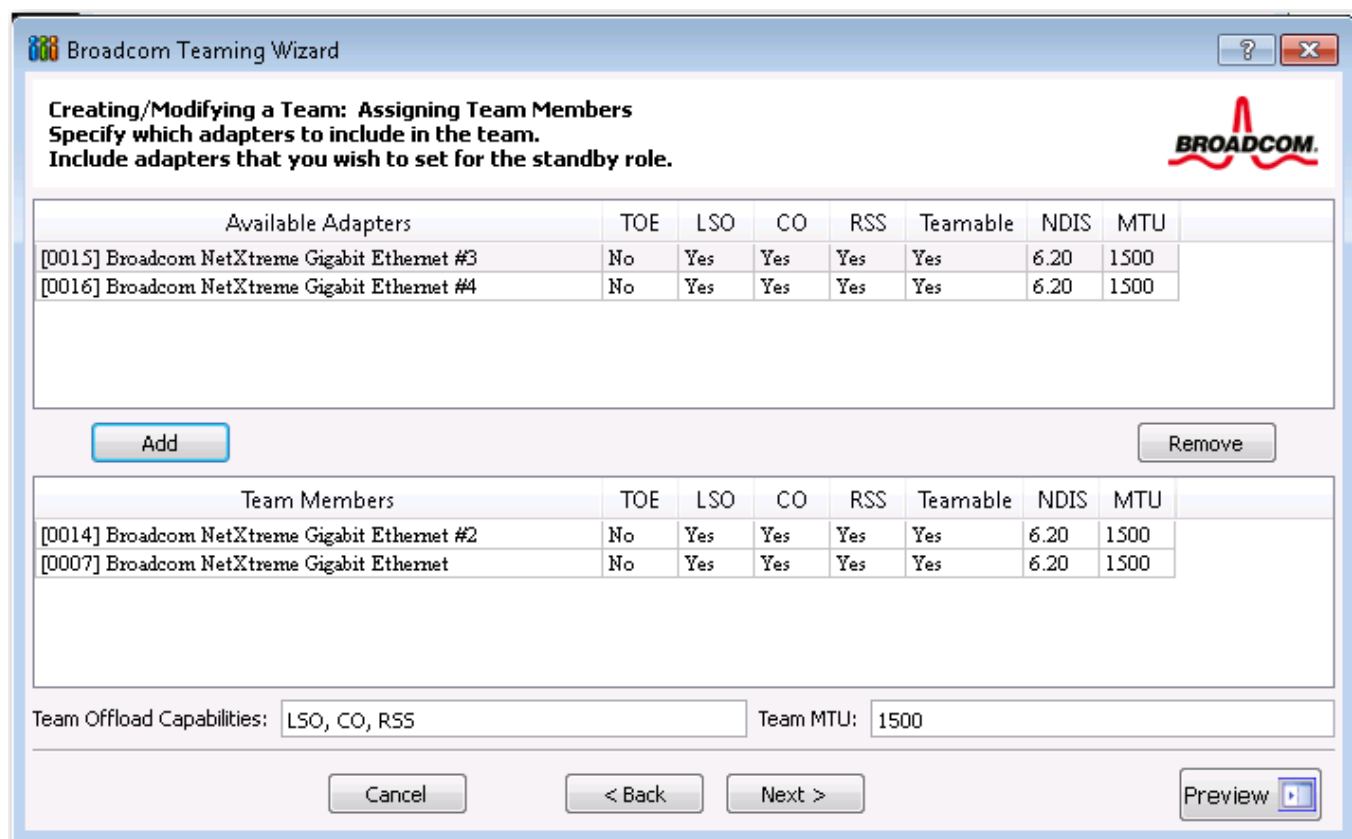 Broadcom Teaming Wizard
?
Creating/Modifying a Team: Assigning Team Members
Specify which adapters to include in the team.
Include adapters that you wish to set for the standby role.
BROADCOM.
Available Adapters TOE LSO CO RSS Teamable NDIS MTU
[0015] Broadcom NetXtreme Gigabit Ethernet #3 No Yes Yes Yes Yes 6.20 1500
[0016] Broadcom NetXtreme Gigabit Ethernet #4 No Yes Yes Yes Yes 6.20 1500
Add Remove
Team Members TOE LSO CO RSS Teamable NDIS MTU
[0014] Broadcom NetXtreme Gigabit Ethernet #2 No Yes Yes Yes Yes 6.20 1500
[0007] Broadcom NetXtreme Gigabit Ethernet No Yes Yes Yes Yes 6.20 1500
Team Offload Capabilities: LSO, CO, RSS Team MTU: 1500
Cancel < Back Next > Preview